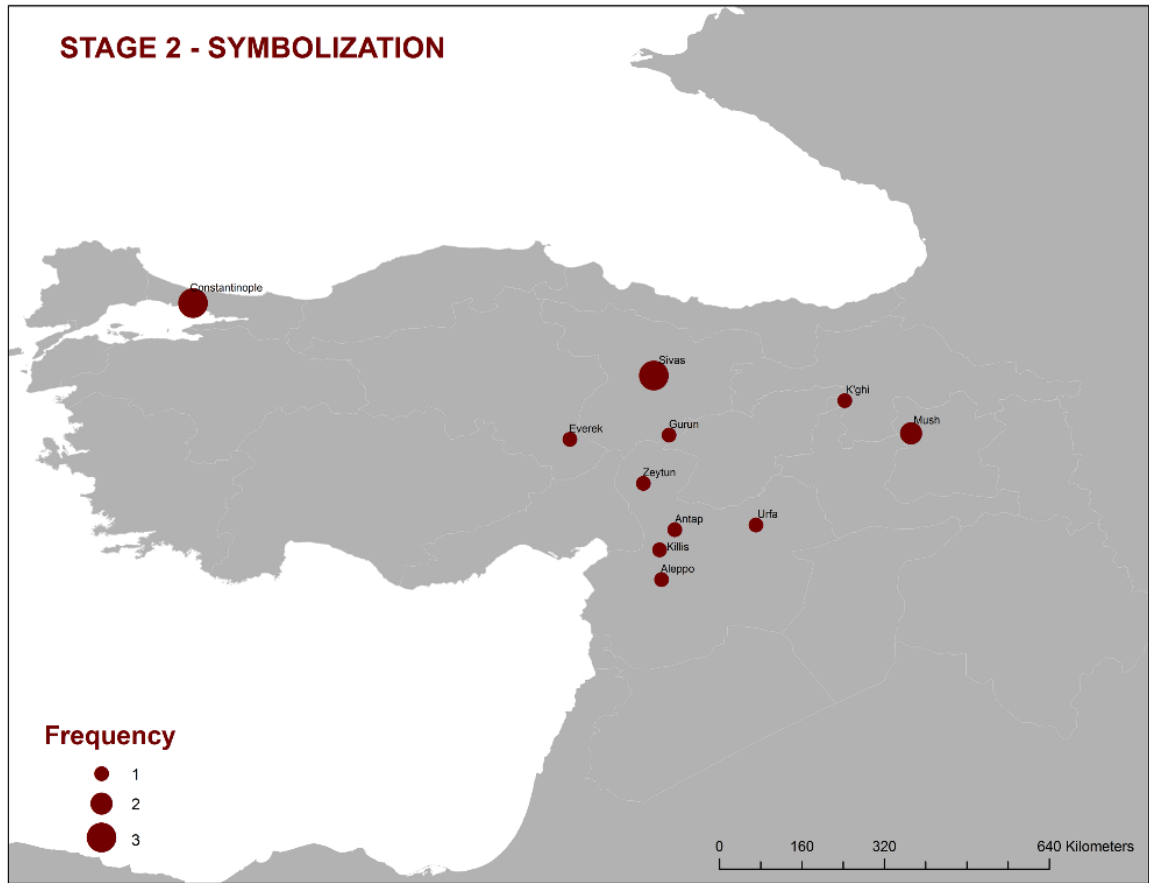 STAGE 2 - SYMBOLIZATION
Constantinople
Sivas
K'ghi
Mush
Everek
Gurun
Zeytun
Antap
Urfa
Killis
Aleppo
Frequency
1
2
3
0 160 320 640 Kilometers